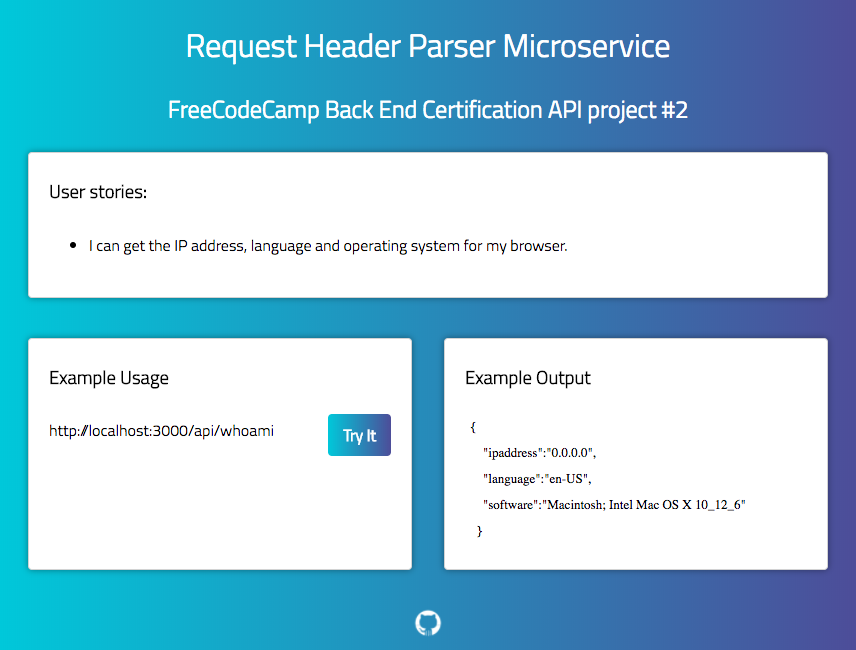 Request Header Parser Microservice
FreeCodeCamp Back End Certification API project #2
User stories:
• I can get the IP address, language and operating system for my browser.
Example Usage
http://localhost:3000/api/whoami
Try It
Example Output
{
"ipaddress":"0.0.0.0",
"language":"en-US",
"software":"Macintosh; Intel Mac OS X 10_12_6"
}